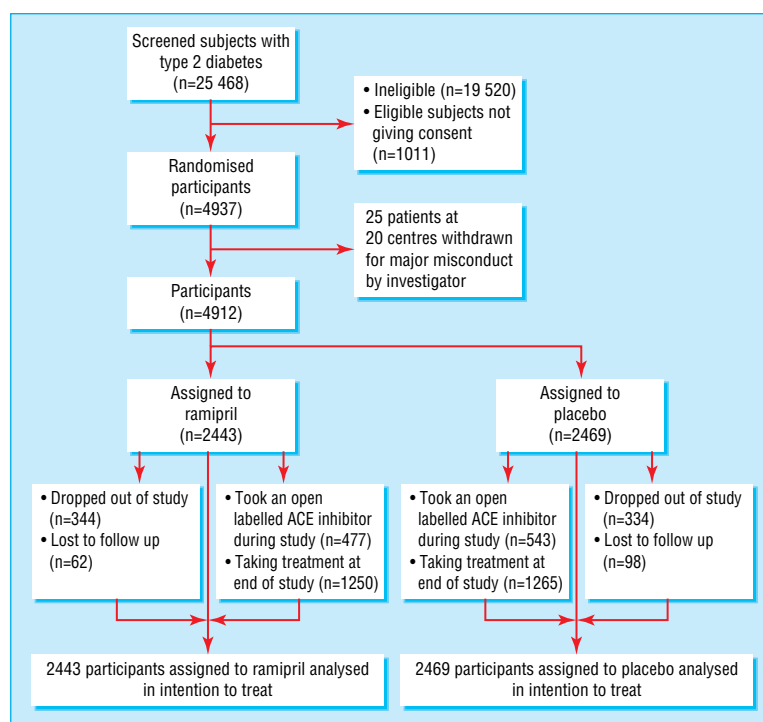 Screened subjects with
type 2 diabetes
(n=25 468)
• Ineligible (n=19 520)
• Eligible subjects not
giving consent
(n=1011)
Randomised
participants
(n=4937)
25 patients at
20 centres withdrawn
for major misconduct
by investigator
Participants
(n=4912)
Assigned to
ramipril
(n=2443)
Assigned to
placebo
(n=2469)
• Dropped out of study
(n=344)
• Lost to follow up
(n=62)
• Took an open
labelled ACE inhibitor
during study (n=477)
• Taking treatment at
end of study (n=1250)
• Took an open
labelled ACE inhibitor
during study (n=543)
• Taking treatment at
end of study (n=1265)
• Dropped out of study
(n=334)
• Lost to follow up
(n=98)
2443 participants assigned to ramipril analysed
in intention to treat
2469 participants assigned to placebo analysed
in intention to treat